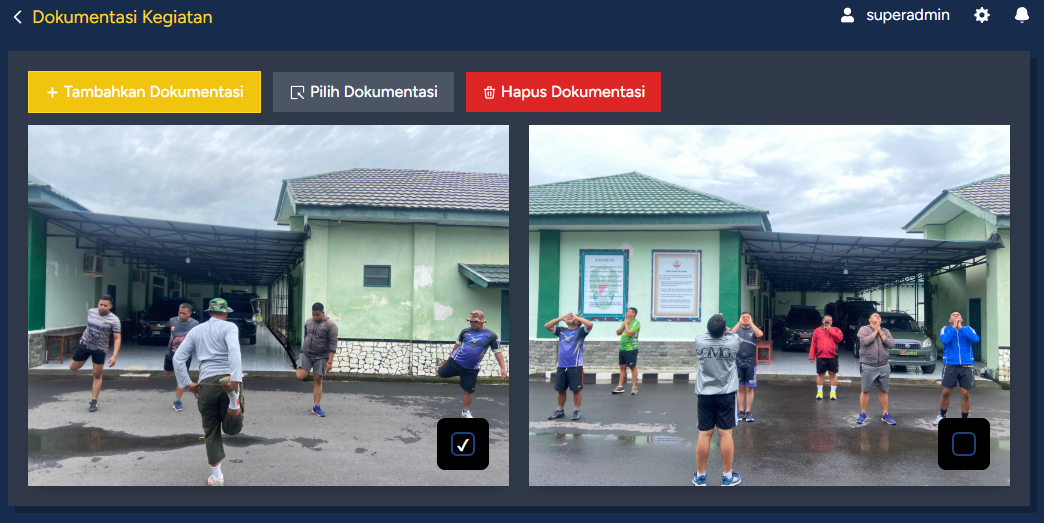 Dokumentasi Kegiatan
superadmin
+ Tambahkan Dokumentasi
Pilih Dokumentasi
Hapus Dokumentasi